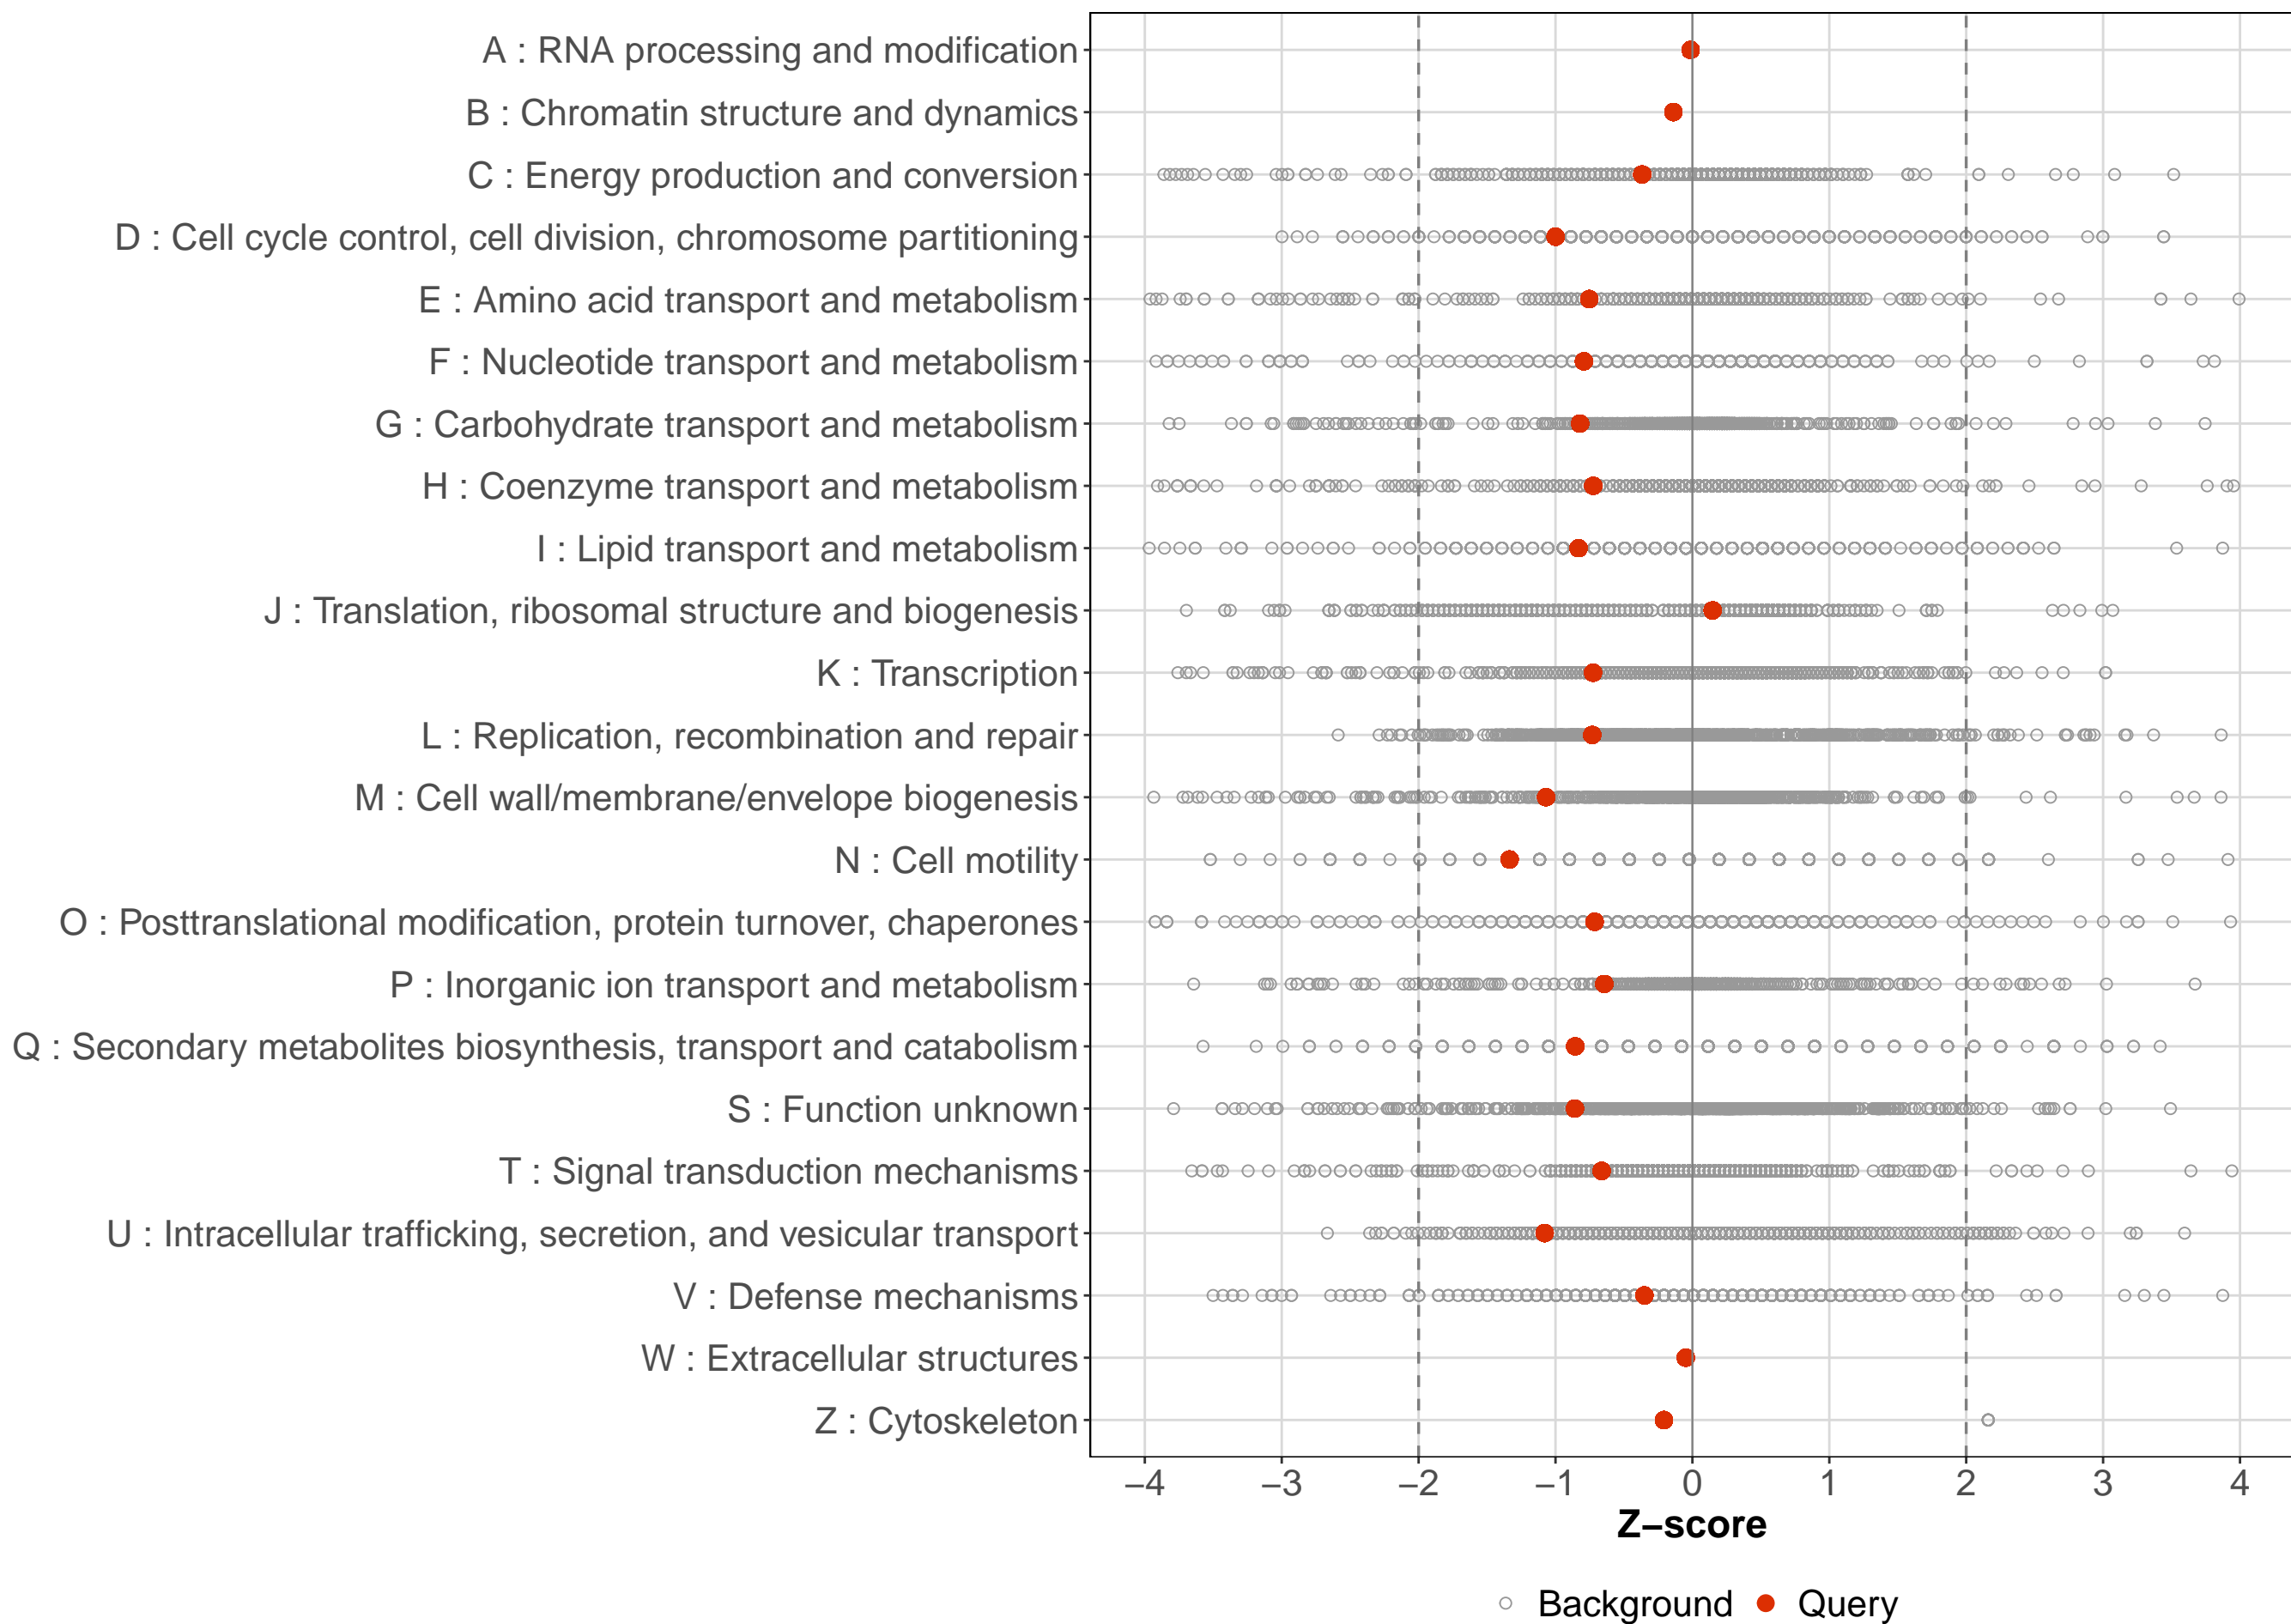 A : RNA processing and modification
B : Chromatin structure and dynamics
C : Energy production and conversion
D : Cell cycle control, cell division, chromosome partitioning
E : Amino acid transport and metabolism
F : Nucleotide transport and metabolism
G : Carbohydrate transport and metabolism
H : Coenzyme transport and metabolism
I : Lipid transport and metabolism
J : Translation, ribosomal structure and biogenesis
K : Transcription
L : Replication, recombination and repair
M : Cell wall/membrane/envelope biogenesis
N : Cell motility
O : Posttranslational modification, protein turnover, chaperones
P : Inorganic ion transport and metabolism
Q : Secondary metabolites biosynthesis, transport and catabolism
S : Function unknown
T : Signal transduction mechanisms
U : Intracellular trafficking, secretion, and vesicular transport
V : Defense mechanisms
W : Extracellular structures
Z : Cytoskeleton
−4 −3 −2 −1 0 1 2 3 4
Z−score
Background Query